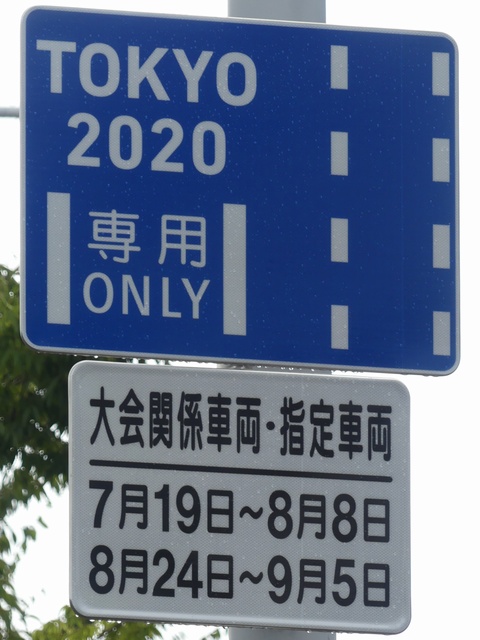 TOKYO
2020
専用
ONLY
大会関係車両・指定車両
7月19日~8月8日
8月24日~9月5日